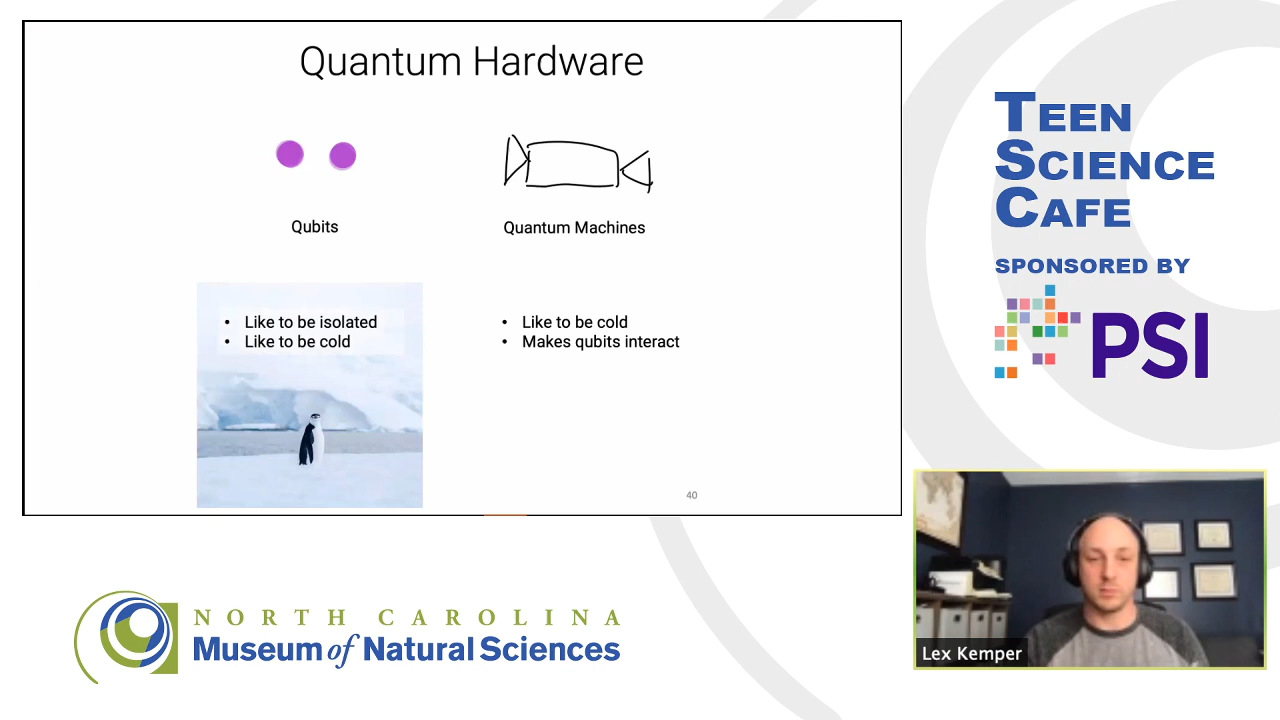 Quantum Hardware
Qubits
Quantum Machines
• Like to be isolated
• Like to be cold
• Like to be cold
• Makes qubits interact
40
TEEN
SCIENCE
CAFE
SPONSORED BY
PSI
NORTH CAROLINA
Museum of Natural Sciences
Lex Kemper